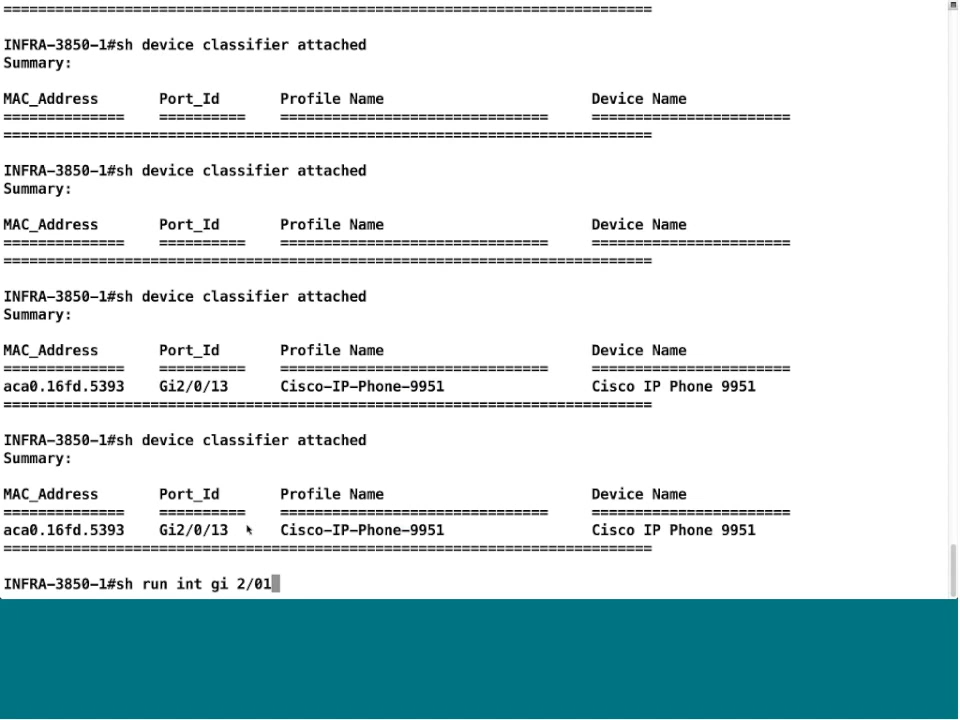 ===========================================================================
INFRA-3850-1#sh device classifier attached
Summary:
MAC_Address    Port_Id       Profile Name                        Device Name
==============    ==========    ===============================     =======================
===========================================================================
INFRA-3850-1#sh device classifier attached
Summary:
MAC_Address    Port_Id       Profile Name                        Device Name
==============    ==========    ===============================     =======================
===========================================================================
INFRA-3850-1#sh device classifier attached
Summary:
MAC_Address    Port_Id       Profile Name                        Device Name
==============    ==========    ===============================     =======================
aca0.16fd.5393    Gi2/0/13      Cisco-IP-Phone-9951                 Cisco IP Phone 9951
===========================================================================
INFRA-3850-1#sh device classifier attached
Summary:
MAC_Address    Port_Id       Profile Name                        Device Name
==============    ==========    ===============================     =======================
aca0.16fd.5393    Gi2/0/13      Cisco-IP-Phone-9951                 Cisco IP Phone 9951
===========================================================================
INFRA-3850-1#sh run int gi 2/01